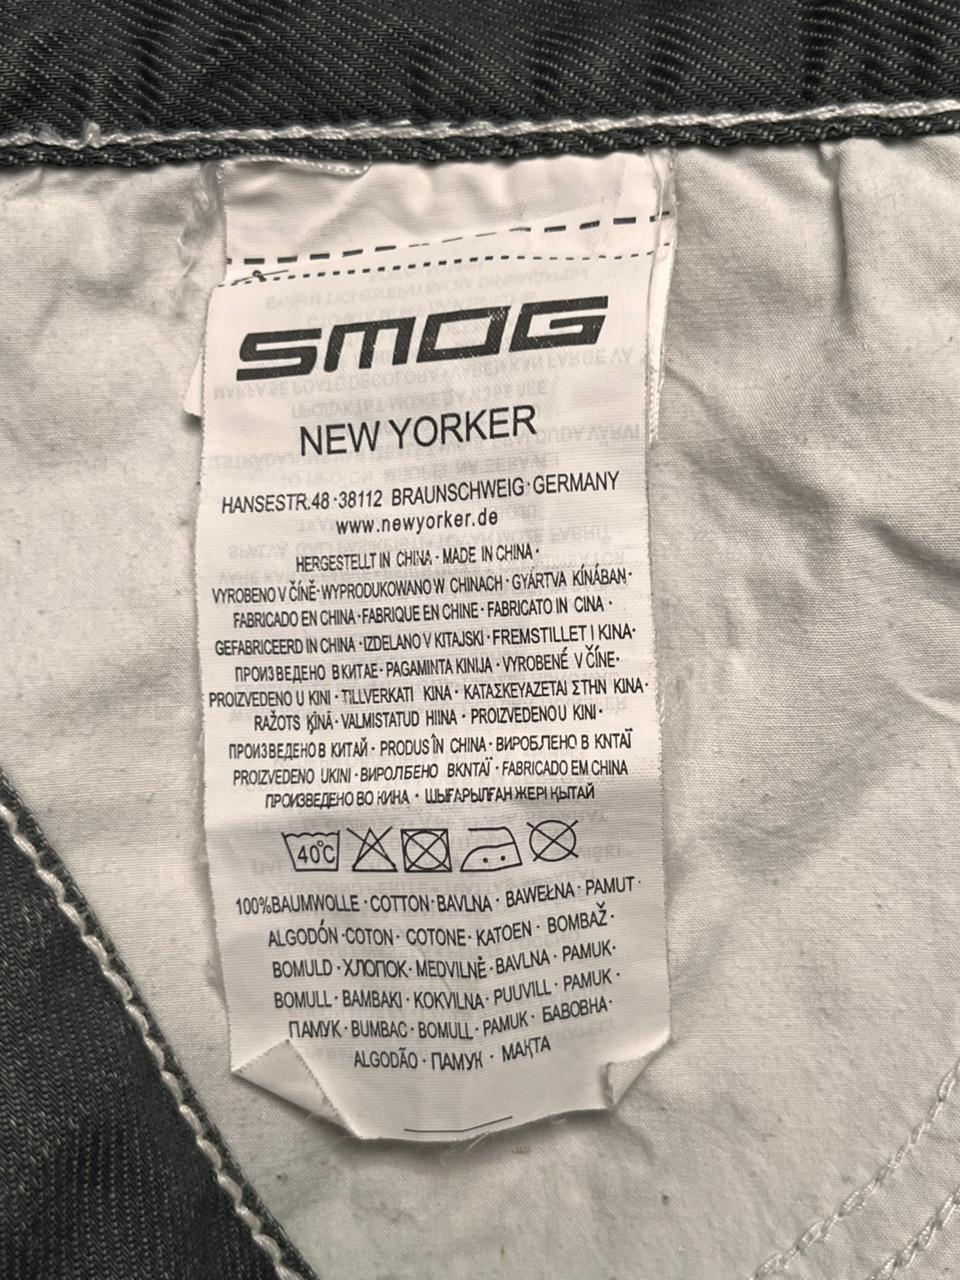 SMOG
NEW YORKER
HANSESTR.48·38112 BRAUNSCHWEIG·GERMANY
www.newyorker.de
HERGESTELLT IN CHINA·MADE IN CHINA·
VYROBENO V ČÍNĚ·WYPRODUKOWANO W CHINACH·GYÁRTVA KÍNÁBAN·
FABRICADO EN CHINA·FABRIQUE EN CHINE·FABRICATO IN CINA·
GEFABRICEERD IN CHINA·IZDELANO V KITAJSKI·FREMSTILLET I KINA·
ПРОИЗВЕДЕНО В КИТАЕ·PAGAMINTA KINIJA·VYROBENÉ V ČÍNE·
PROIZVEDENO U KINI·TILLVERKATI KINA·ΚΑΤΑΣΚΕΥΑΖΕΤΑΙ ΣΤΗΝ ΚΙΝΑ·
RAŽOTS ĶĪNĀ·VALMISTATUD HIINA·PROIZVEDENO U KINI·
ПРОИЗВЕДЕНО В КИТАЙ·PRODUS ÎN CHINA·ВИРОБЛЕНО В КNТАЇ
PROIZVEDENO UKINI·ВИРОЛБЕНО ВКНТАЇ·FABRICADO EM CHINA
ПРОИЗВЕДЕНО ВО КИНА·ШЫҒАРЫЛҒАН ЖЕРІ ҚЫТАЙ
40°C
100%BAUMWOLLE·COTTON·BAVLNA·BAWEŁNA·PAMUT·
ALGODÓN·COTON·COTONE·KATOEN·BOMBAŽ·
BOMULD·ХЛОПОК·MEDVILNĖ·BAVLNA·PAMUK·
BOMULL·BAMBAKI·KOKVILNA·PUUVILL·PAMUK·
ПАМУК·BUMBAC·BOMULL·PAMUK·БАВОВНА·
ALGODÃO·ПАМУК·МАҚТА